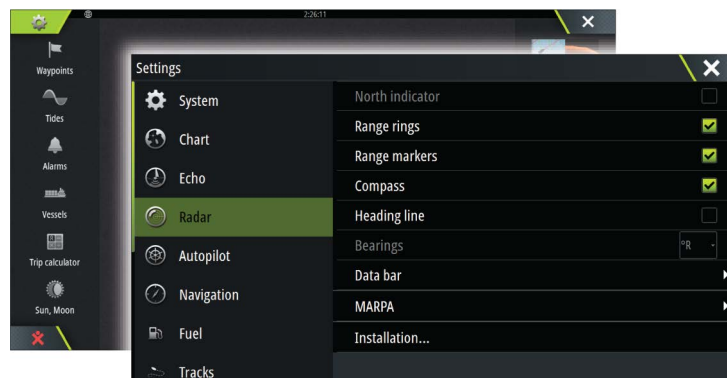 2:26:11
Waypoints
Tides
Alarms
Vessels
Trip calculator
Sun, Moon
Settings
System
Chart
Echo
Radar
Autopilot
Navigation
Fuel
Tracks
North indicator
Range rings
Range markers
Compass
Heading line
Bearings °R
Data bar
MARPA
Installation...